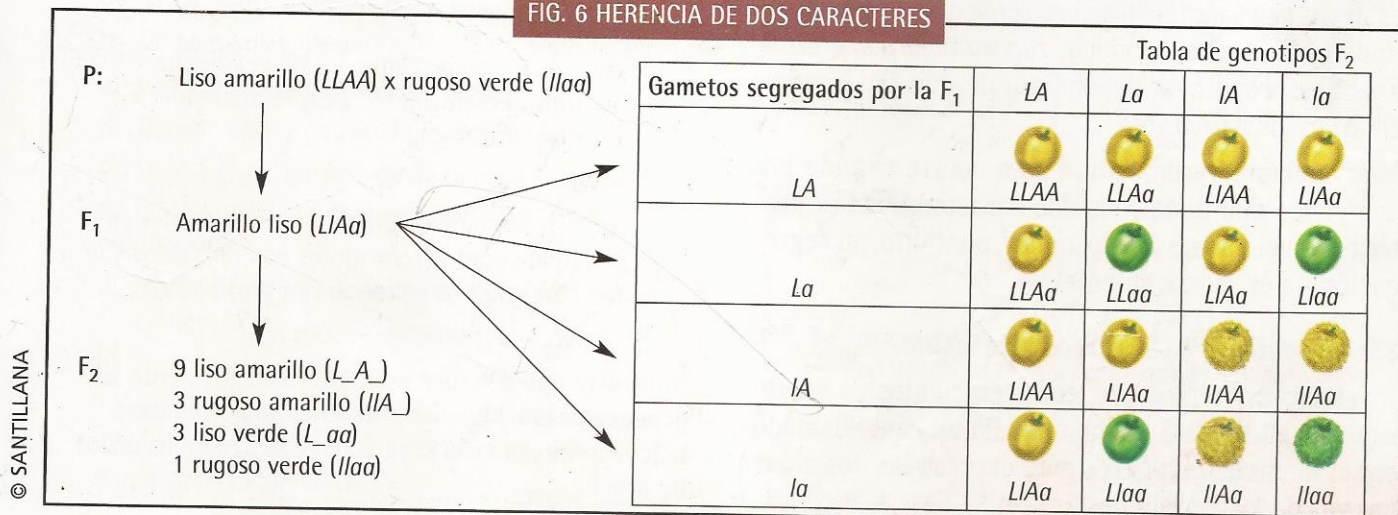 FIG. 6 HERENCIA DE DOS CARACTERES
Tabla de genotipos F₂
P: Liso amarillo (LLAA) x rugoso verde (llaa)
F₁ Amarillo liso (LlAa)
F₂ 9 liso amarillo (L_A_)
3 rugoso amarillo (llA_)
3 liso verde (L_aa)
1 rugoso verde (llaa)
Gametos segregados por la F₁ LA La lA la
LA LLAA LLAa LlAA LlAa
La LLAa LLaa LlAa Llaa
lA LlAA LlAa llAA llAa
la LlAa Llaa llAa llaa
© SANTILLANA